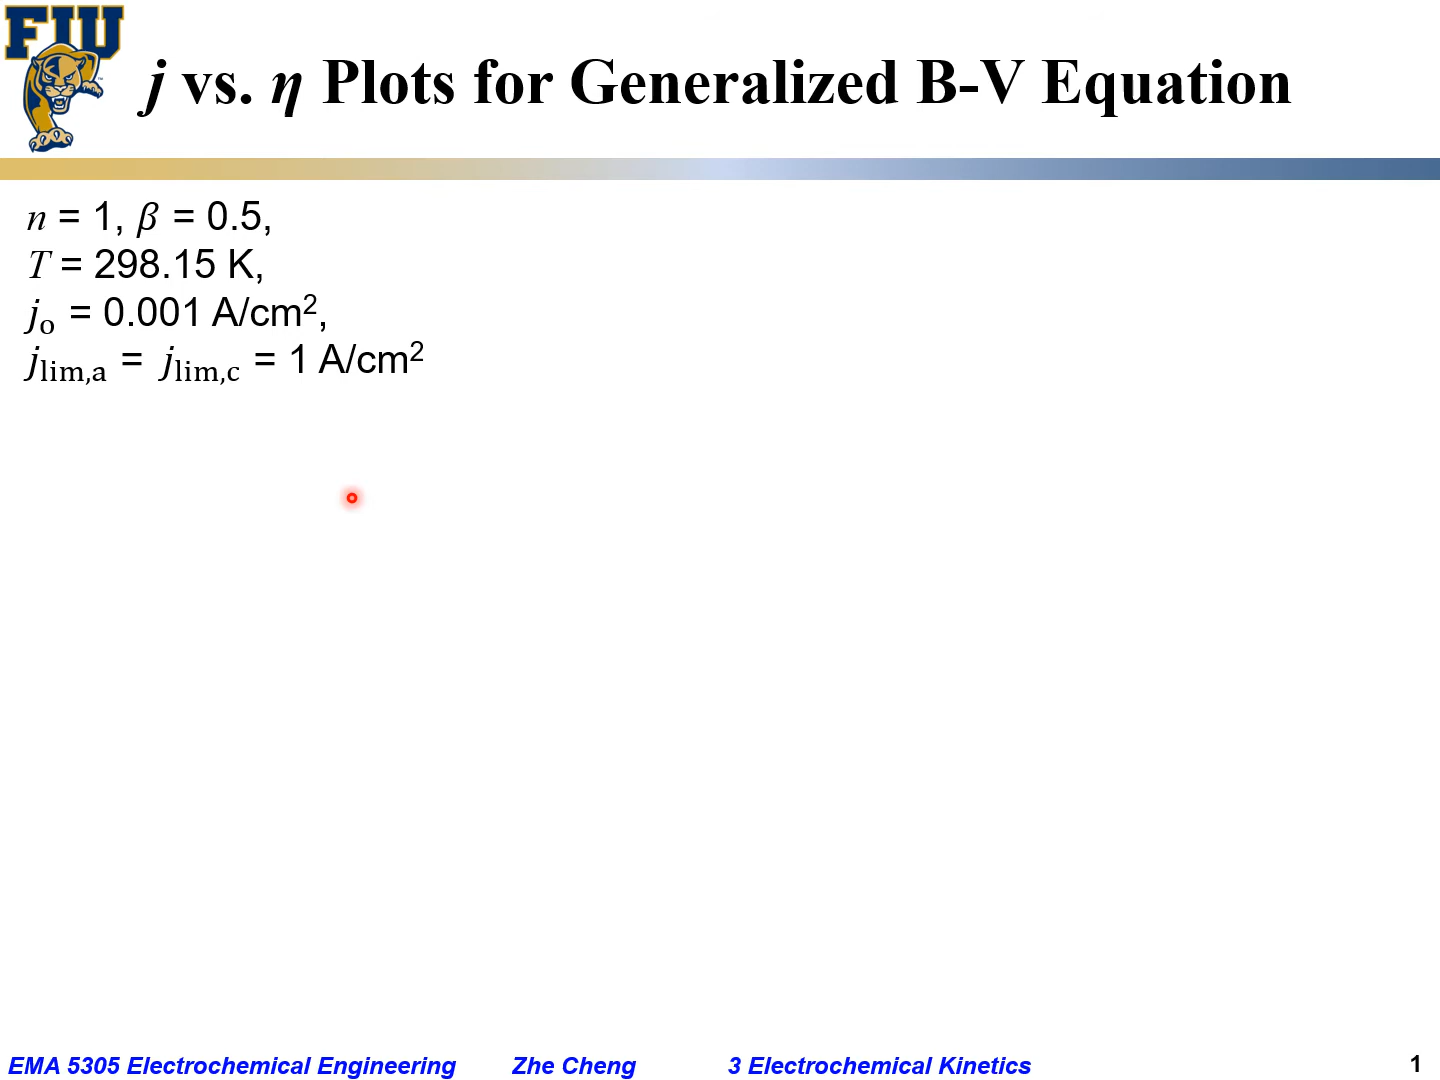 FIU
j vs. η Plots for Generalized B-V Equation
n = 1, β = 0.5,
T = 298.15 K,
jo = 0.001 A/cm²,
jlim,a = jlim,c = 1 A/cm²
EMA 5305 Electrochemical Engineering Zhe Cheng 3 Electrochemical Kinetics 1